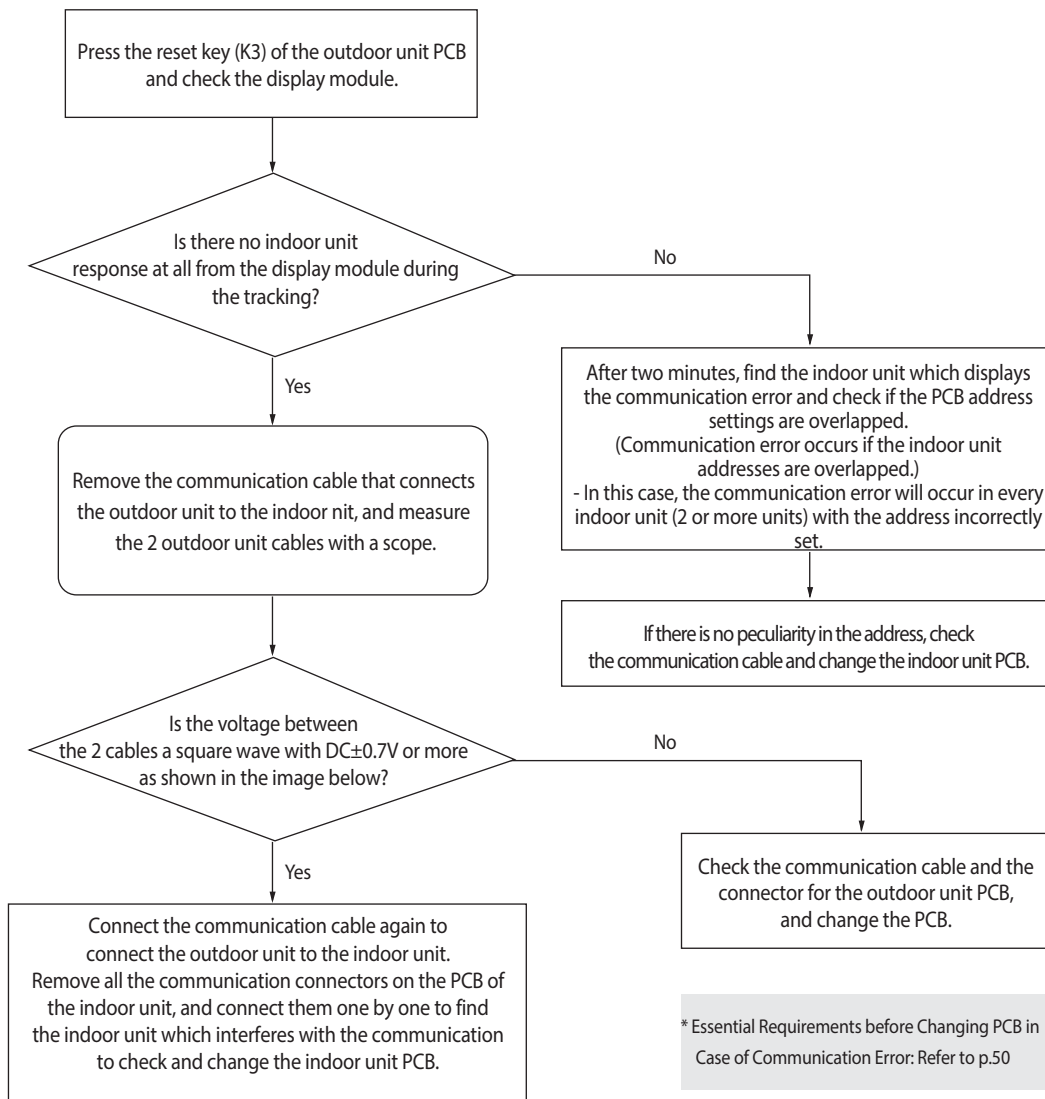 Press the reset key (K3) of the outdoor unit PCB
and check the display module.
Is there no indoor unit
response at all from the display module during
the tracking?
No
Yes
After two minutes, find the indoor unit which displays
the communication error and check if the PCB address
settings are overlapped.
(Communication error occurs if the indoor unit
addresses are overlapped.)
- In this case, the communication error will occur in every
indoor unit (2 or more units) with the address incorrectly
set.
Remove the communication cable that connects
the outdoor unit to the indoor nit, and measure
the 2 outdoor unit cables with a scope.
If there is no peculiarity in the address, check
the communication cable and change the indoor unit PCB.
Is the voltage between
the 2 cables a square wave with DC±0.7V or more
as shown in the image below?
No
Yes
Check the communication cable and the
connector for the outdoor unit PCB,
and change the PCB.
Connect the communication cable again to
connect the outdoor unit to the indoor unit.
Remove all the communication connectors on the PCB of
the indoor unit, and connect them one by one to find
the indoor unit which interferes with the communication
to check and change the indoor unit PCB.
* Essential Requirements before Changing PCB in
Case of Communication Error: Refer to p.50